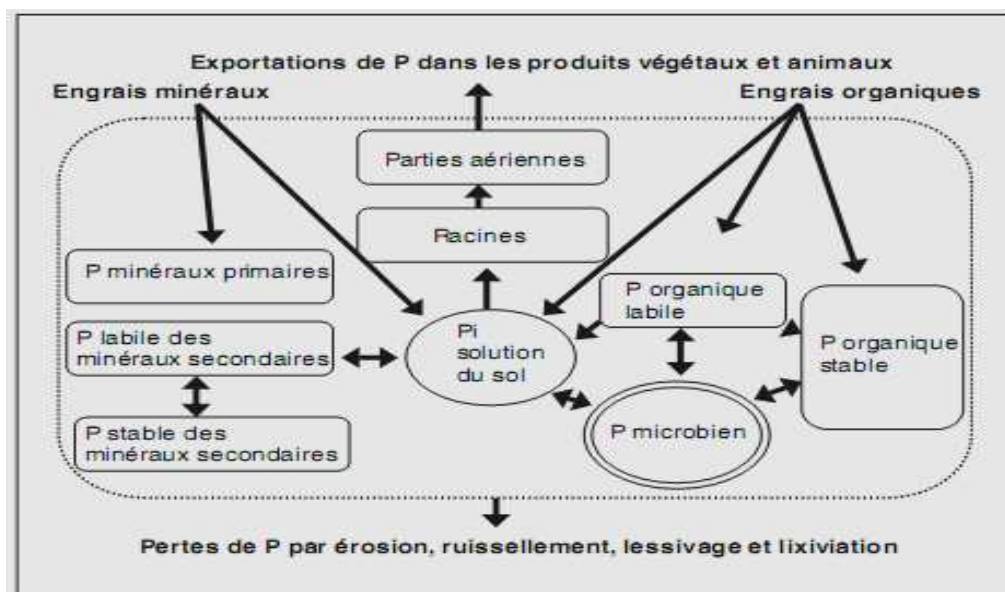 Exportations de P dans les produits végétaux et animaux
Engrais minéraux
Engrais organiques
Parties aériennes
Racines
P minéraux primaires
P organique
labile
P labile des
minéraux secondaires
Pi
solution
du sol
P organique
stable
P stable des
minéraux secondaires
P microbien
Pertes de P par érosion, ruissellement, lessivage et lixiviation